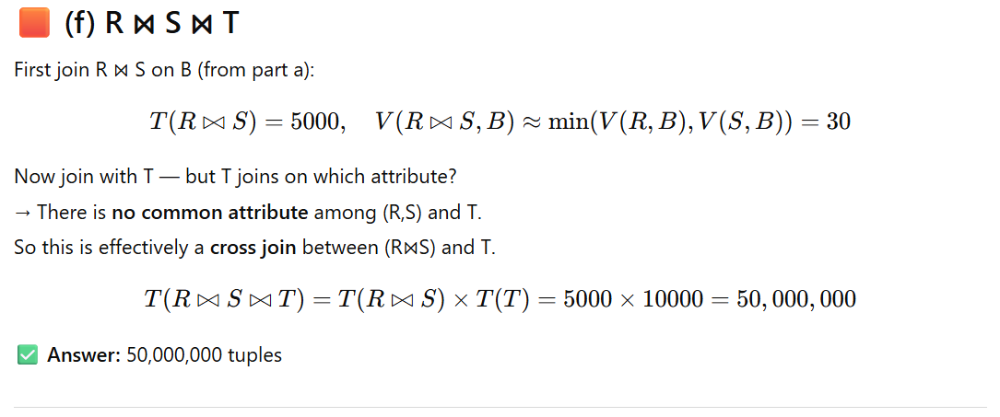 🟥 (f) R ⋈ S ⋈ T
First join R ⋈ S on B (from part a):
T(R ⋈ S) = 5000, V(R ⋈ S, B) ≈ min(V(R, B), V(S, B)) = 30
Now join with T — but T joins on which attribute?
→ There is no common attribute among (R,S) and T.
So this is effectively a cross join between (R⋈S) and T.
T(R ⋈ S ⋈ T) = T(R ⋈ S) × T(T) = 5000 × 10000 = 50, 000, 000
✅ Answer: 50,000,000 tuples